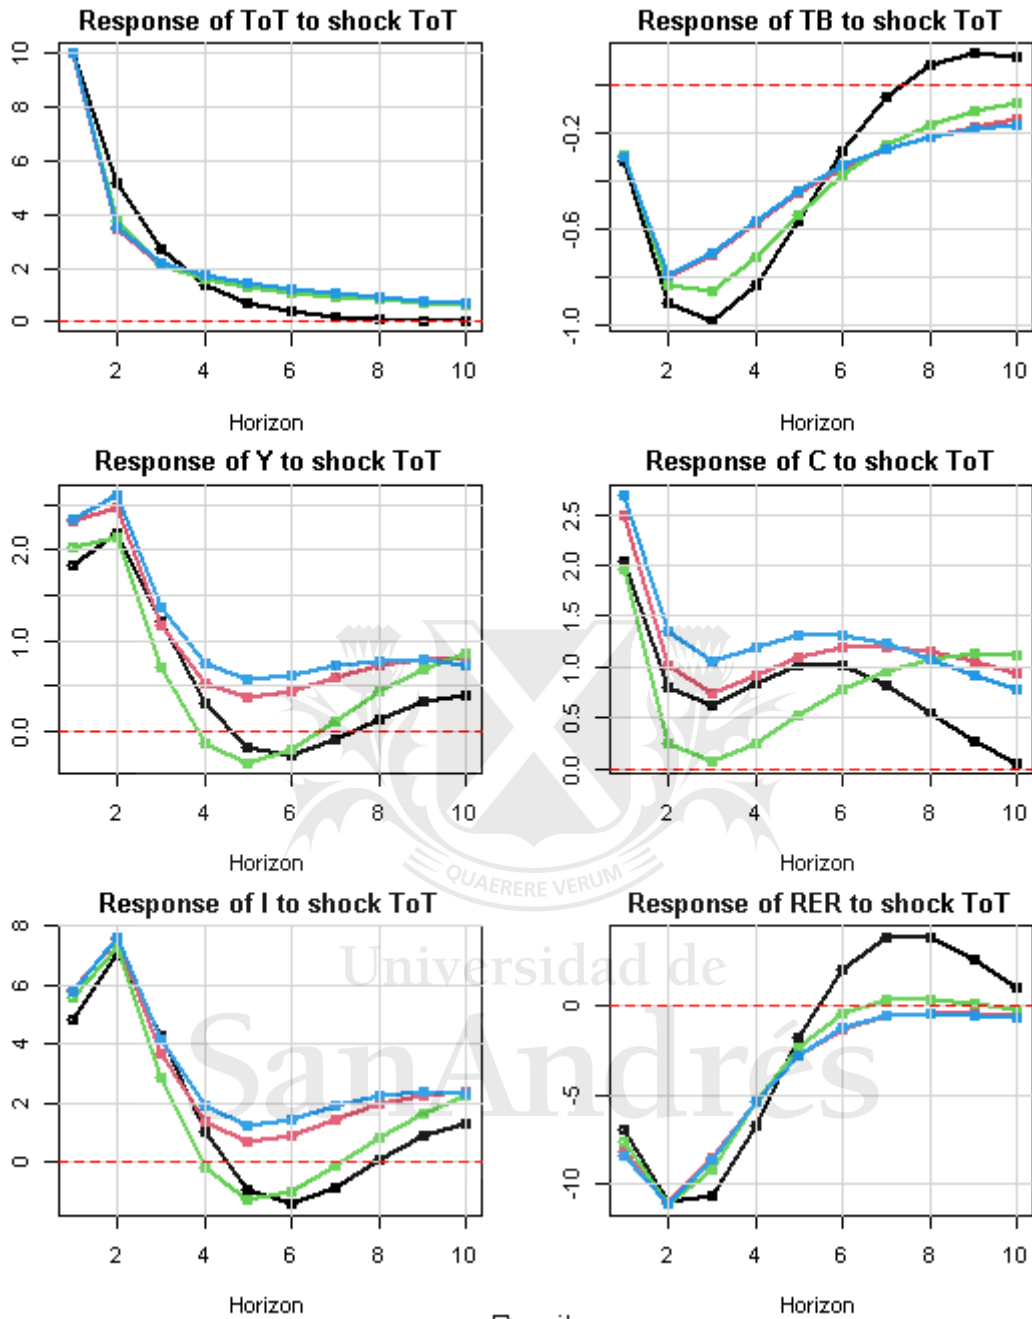 Response of ToT to shock ToT
10
8
6
4
2
0
2 4 6 8 10
Horizon
Response of TB to shock ToT
-0.2
-0.6
-1.0
2 4 6 8 10
Horizon
Response of Y to shock ToT
2.0
1.0
0.0
2 4 6 8 10
Horizon
Response of C to shock ToT
2.5
2.0
1.5
1.0
0.5
0.0
2 4 6 8 10
Horizon
QUAERERE VERUM
Universidad de
SanAndrés
Response of I to shock ToT
8
6
4
2
0
2 4 6 8 10
Horizon
Response of RER to shock ToT
0
-5
-10
2 4 6 8 10
Horizon